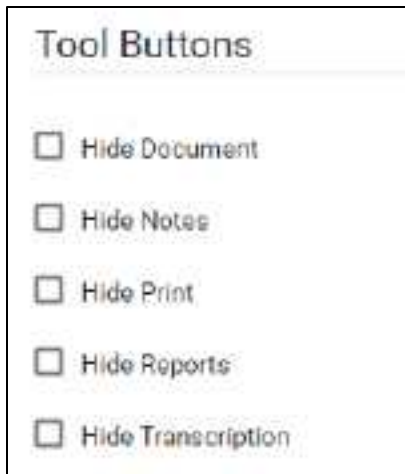 Tool Buttons
Hide Document
Hide Notes
Hide Print
Hide Reports
Hide Transcription